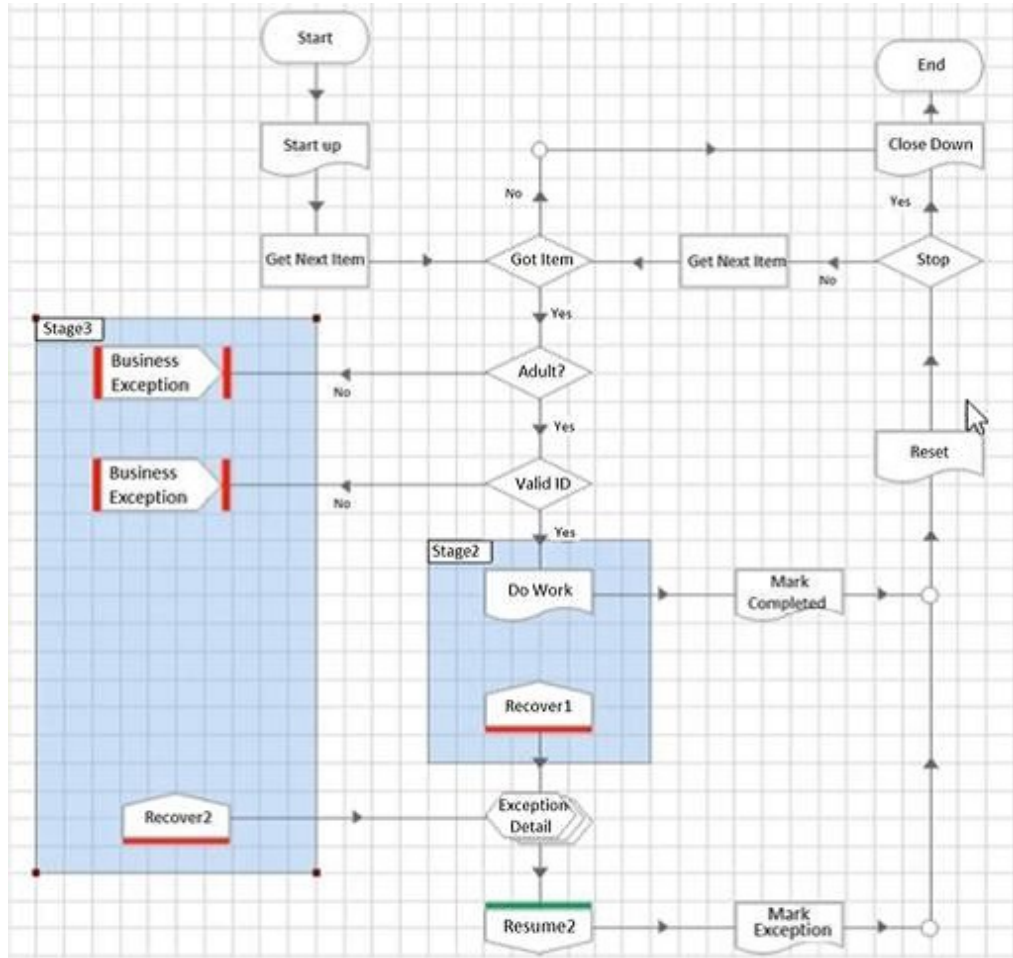 Start
End
Start up
Close Down
No
Yes
Get Next Item
Got Item
Get Next Item
Stop
No
Yes
Stage3
Business
Exception
Adult?
No
Yes
Reset
Business
Exception
Valid ID
No
Yes
Stage2
Do Work
Mark
Completed
Recover1
Exception
Detail
Recover2
Resume2
Mark
Exception